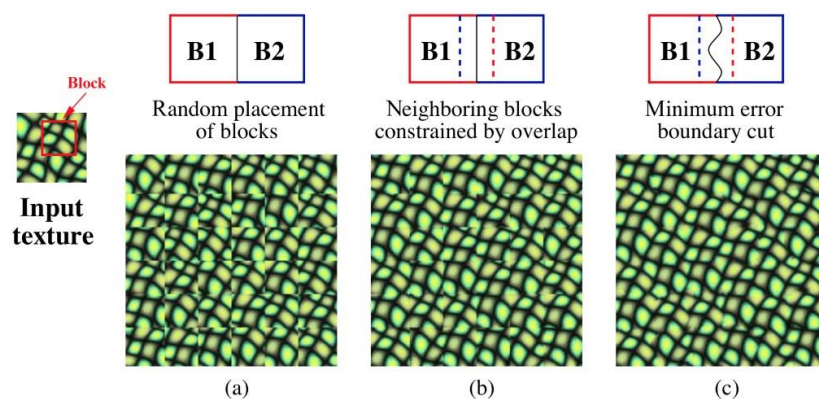 B1 B2
B1 B2
B1 B2
Block
Input
texture
Random placement
of blocks
Neighboring blocks
constrained by overlap
Minimum error
boundary cut
(a)
(b)
(c)